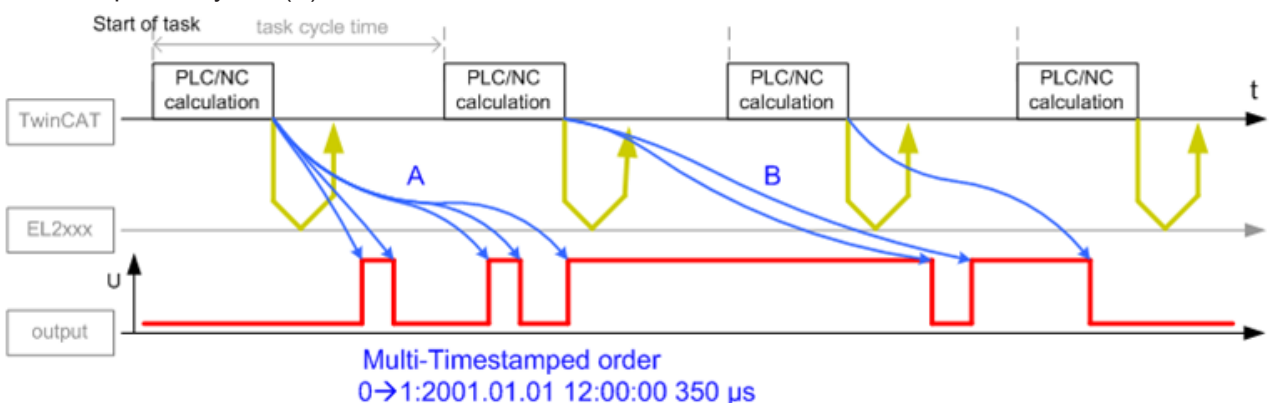 Start of task
task cycle time
PLC/NC
calculation
PLC/NC
calculation
PLC/NC
calculation
PLC/NC
calculation
t
TwinCAT
A
B
EL2xxx
U
output
Multi-Timestamped order
0→1:2001.01.01 12:00:00 350 µs